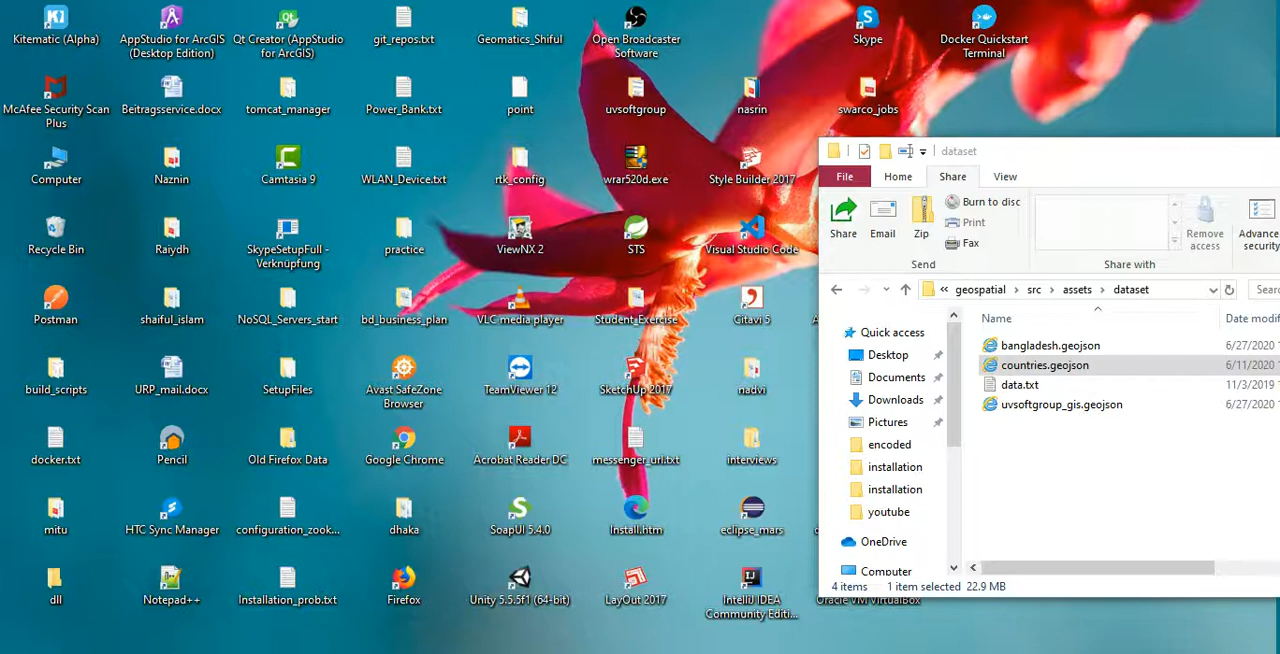 Kitematic (Alpha)
AppStudio for ArcGIS
(Desktop Edition)
Qt Creator (AppStudio
for ArcGIS)
git_repos.txt
Geomatics_Shiful
Open Broadcaster
Software
Skype
Docker Quickstart
Terminal
McAfee Security Scan
Plus
Beitragsservice.docx
tomcat_manager
Power_Bank.txt
point
uvsoftgroup
nasrin
swarco_jobs
Computer
Naznin
Camtasia 9
WLAN_Device.txt
rtk_config
wrar520d.exe
Style Builder 2017
Recycle Bin
Raiydh
SkypeSetupFull -
Verknüpfung
practice
ViewNX 2
STS
Visual Studio Code
Postman
shaiful_islam
NoSQL_Servers_start
bd_business_plan
VLC media player
Student_Exercise
Citavi 5
build_scripts
URP_mail.docx
SetupFiles
Avast SafeZone
Browser
TeamViewer 12
SketchUp 2017
nadvi
docker.txt
Pencil
Old Firefox Data
Google Chrome
Acrobat Reader DC
messenger_url.txt
interviews
mitu
HTC Sync Manager
configuration_zook...
dhaka
SoapUI 5.4.0
Install.htm
eclipse_mars
dll
Notepad++
Installation_prob.txt
Firefox
Unity 5.5.5f1 (64-bit)
LayOut 2017
IntelliJ IDEA
Community Editi...
Oracle VM VirtualBox
dataset
File Home Share View
Share
Email
Zip
Burn to disc
Print
Fax
Remove
access
Advance
security
Send
Share with
« geospatial > src > assets > dataset
Sear
Name
Date modif
Quick access
Desktop
Documents
Downloads
Pictures
encoded
installation
installation
youtube
OneDrive
Computer
bangladesh.geojson 6/27/2020 1
countries.geojson 6/11/2020 1
data.txt 11/3/2019 1
uvsoftgroup_gis.geojson 6/27/2020 1
4 items 1 item selected 22.9 MB